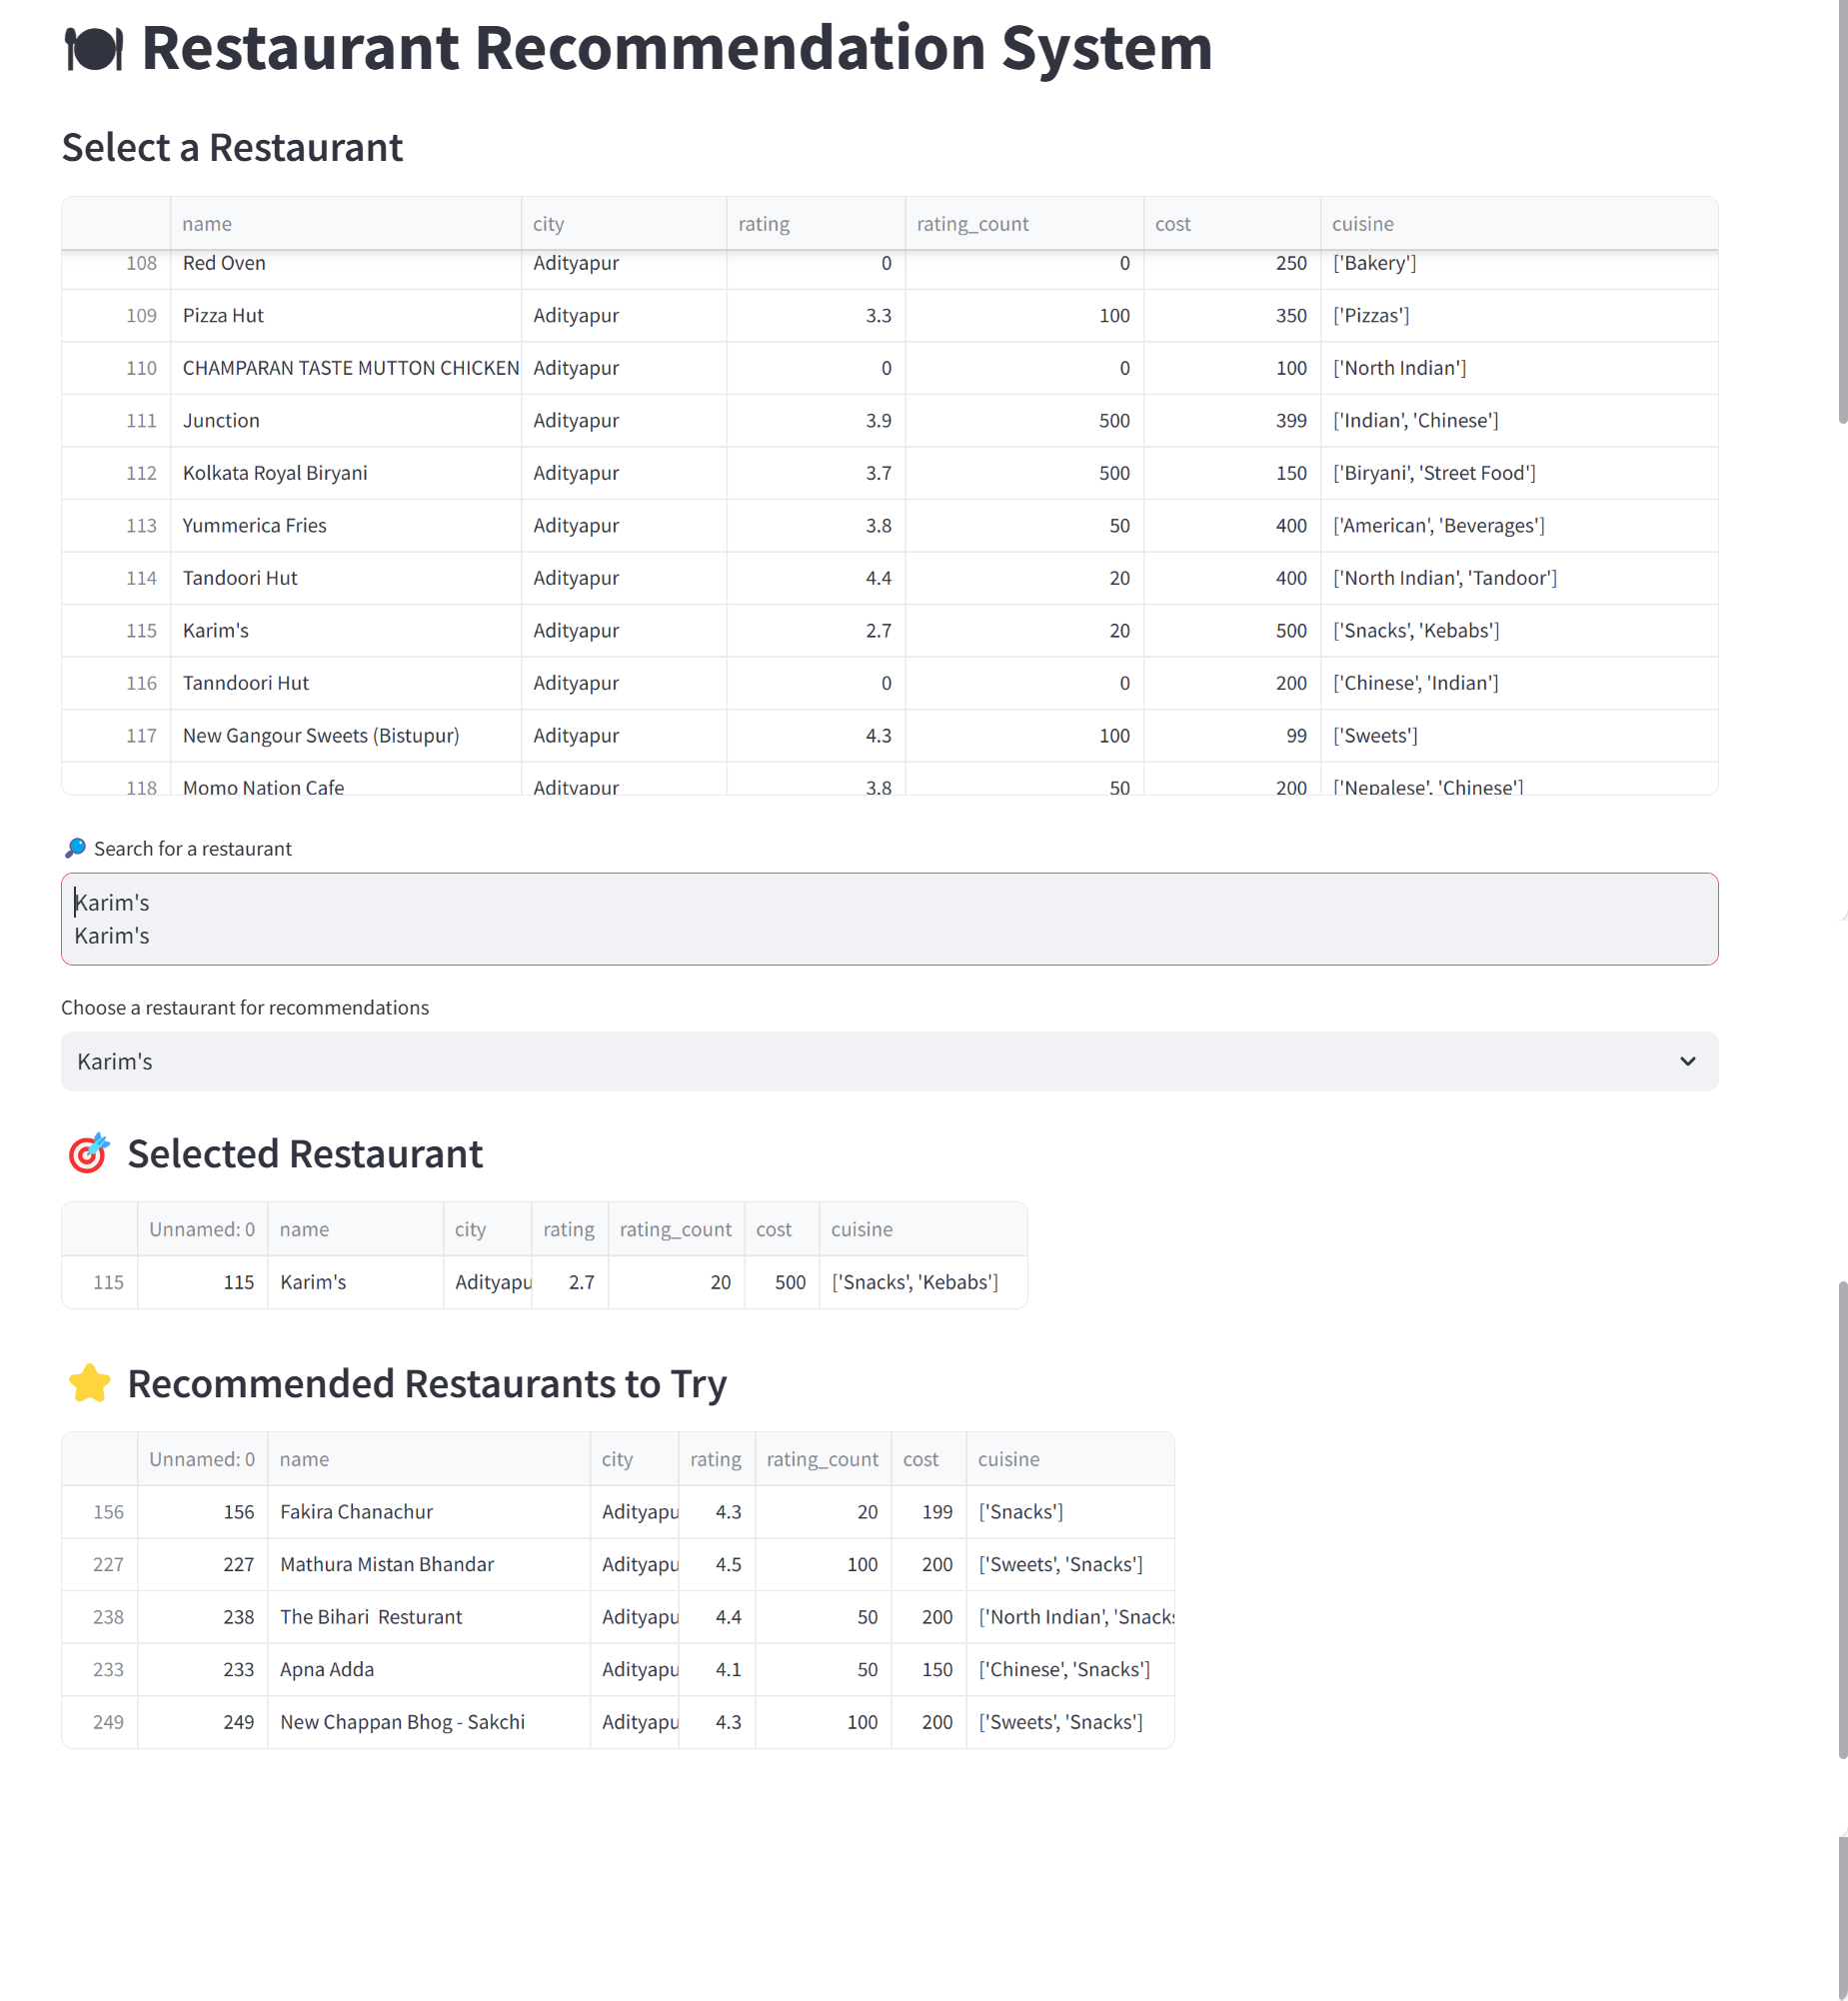 Restaurant Recommendation System
Select a Restaurant
name city rating rating_count cost cuisine
108 Red Oven Adityapur 0 0 250 ['Bakery']
109 Pizza Hut Adityapur 3.3 100 350 ['Pizzas']
110 CHAMPARAN TASTE MUTTON CHICKEN Adityapur 0 0 100 ['North Indian']
111 Junction Adityapur 3.9 500 399 ['Indian', 'Chinese']
112 Kolkata Royal Biryani Adityapur 3.7 500 150 ['Biryani', 'Street Food']
113 Yummerica Fries Adityapur 3.8 50 400 ['American', 'Beverages']
114 Tandoori Hut Adityapur 4.4 20 400 ['North Indian', 'Tandoor']
115 Karim's Adityapur 2.7 20 500 ['Snacks', 'Kebabs']
116 Tanndoori Hut Adityapur 0 0 200 ['Chinese', 'Indian']
117 New Gangour Sweets (Bistupur) Adityapur 4.3 100 99 ['Sweets']
118 Momo Nation Cafe Adityapur 3.8 50 200 ['Nepalese', 'Chinese']
Search for a restaurant
Karim's
Karim's
Choose a restaurant for recommendations
Karim's
Selected Restaurant
Unnamed: 0 name city rating rating_count cost cuisine
115 115 Karim's Adityapu 2.7 20 500 ['Snacks', 'Kebabs']
Recommended Restaurants to Try
Unnamed: 0 name city rating rating_count cost cuisine
156 156 Fakira Chanachur Adityapu 4.3 20 199 ['Snacks']
227 227 Mathura Mistan Bhandar Adityapu 4.5 100 200 ['Sweets', 'Snacks']
238 238 The Bihari  Resturant Adityapu 4.4 50 200 ['North Indian', 'Snacks
233 233 Apna Adda Adityapu 4.1 50 150 ['Chinese', 'Snacks']
249 249 New Chappan Bhog - Sakchi Adityapu 4.3 100 200 ['Sweets', 'Snacks']